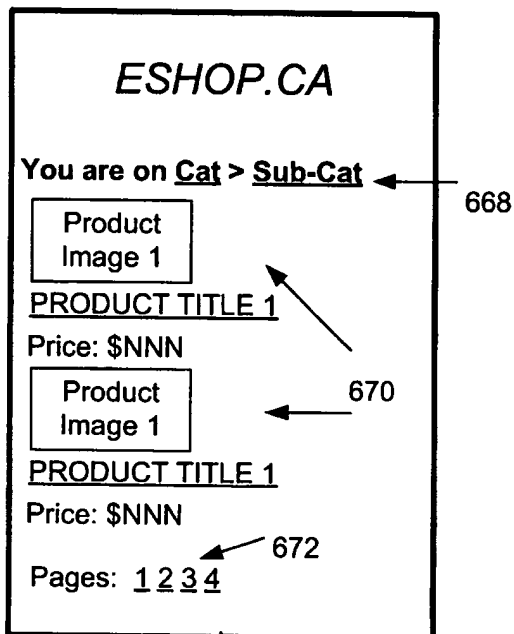 ESHOP.CA
You are on Cat > Sub-Cat
668
Product
Image 1
PRODUCT TITLE 1
Price: $NNN
670
Product
Image 1
PRODUCT TITLE 1
Price: $NNN
672
Pages: 1 2 3 4